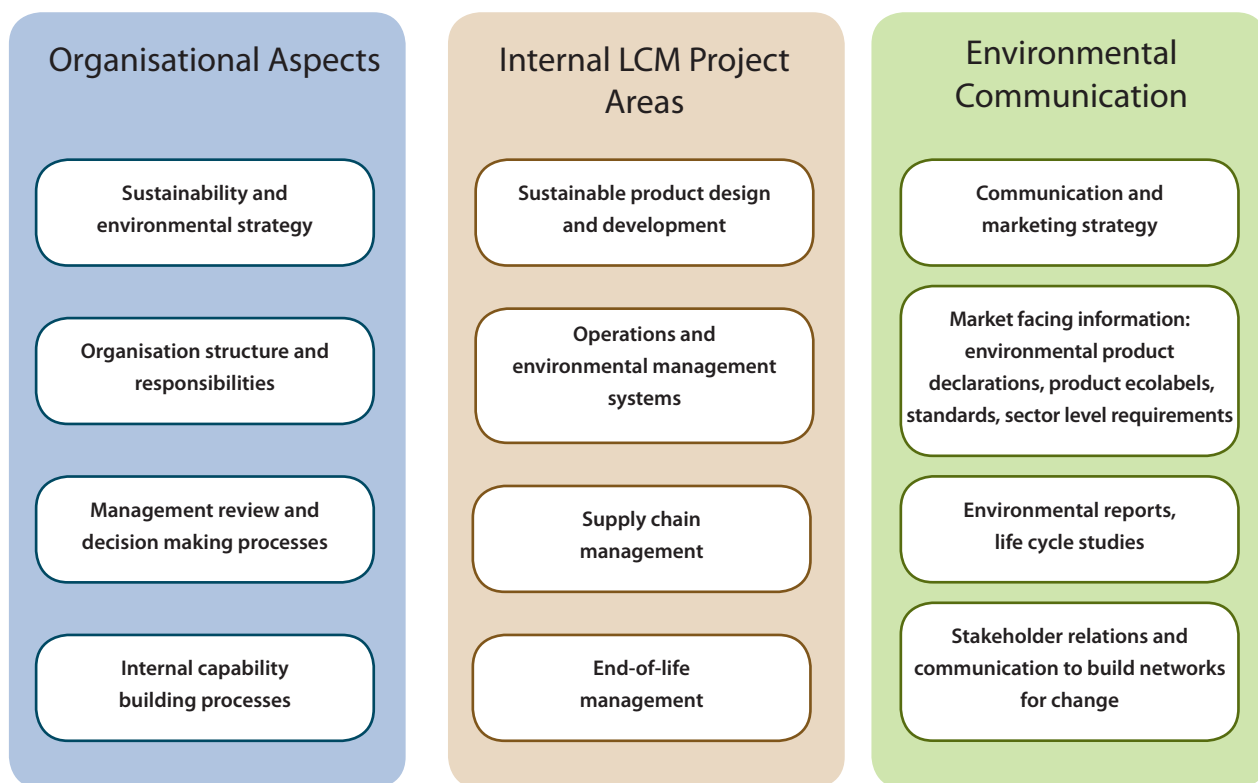 Organisational Aspects
Sustainability and
environmental strategy
Organisation structure and
responsibilities
Management review and
decision making processes
Internal capability
building processes
Internal LCM Project
Areas
Sustainable product design
and development
Operations and
environmental management
systems
Supply chain
management
End-of-life
management
Environmental
Communication
Communication and
marketing strategy
Market facing information:
environmental product
declarations, product ecolabels,
standards, sector level requirements
Environmental reports,
life cycle studies
Stakeholder relations and
communication to build networks
for change